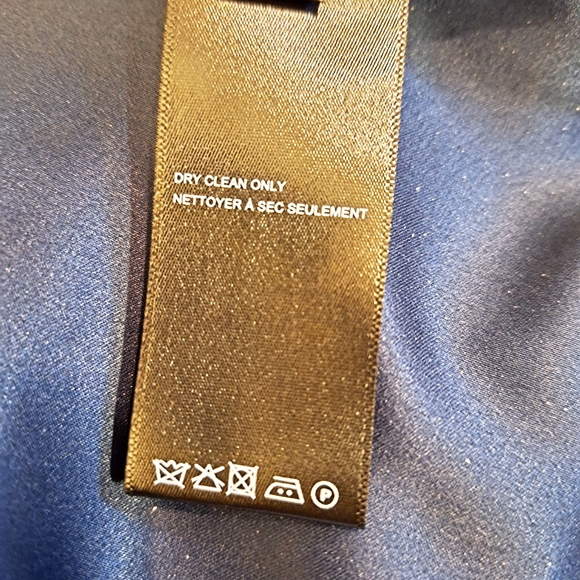 DRY CLEAN ONLY
NETTOYER À SEC SEULEMENT
P